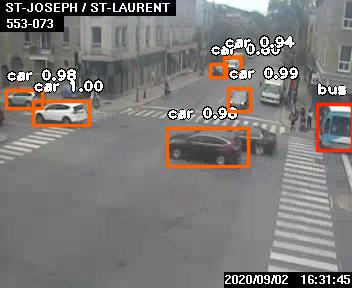 ST-JOSEPH / ST-LAURENT
553-073
car 0.94
car 0.98
car 0.99
car 1.00
bus
car 0.98
2020/09/02 16:31:45